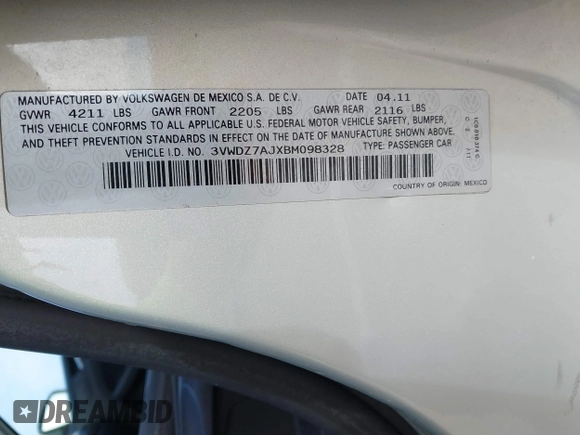 MANUFACTURED BY VOLKSWAGEN DE MEXICO S.A. DE C.V. DATE 04.11
GVWR 4211 LBS GAWR FRONT 2205 LBS GAWR REAR 2116 LBS
THIS VEHICLE CONFORMS TO ALL APPLICABLE U.S. FEDERAL MOTOR VEHICLE SAFETY, BUMPER,
AND THEFT PREVENTION STANDARDS IN EFFECT ON THE DATE OF MANUFACTURE SHOWN ABOVE.
VEHICLE I.D. NO. 3VWDZ7AJXBM098328 TYPE: PASSENGER CAR
COUNTRY OF ORIGIN: MEXICO
DREAMBID